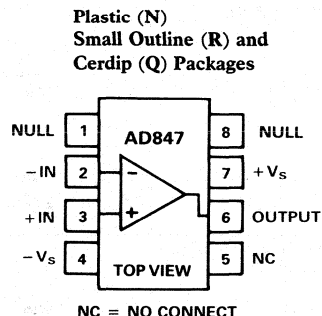 Plastic (N)
Small Outline (R) and
Cerdip (Q) Packages
AD847
NULL 1 8 NULL
−IN 2 − 7 +Vs
+IN 3 + 6 OUTPUT
−Vs 4 5 NC
TOP VIEW
NC = NO CONNECT